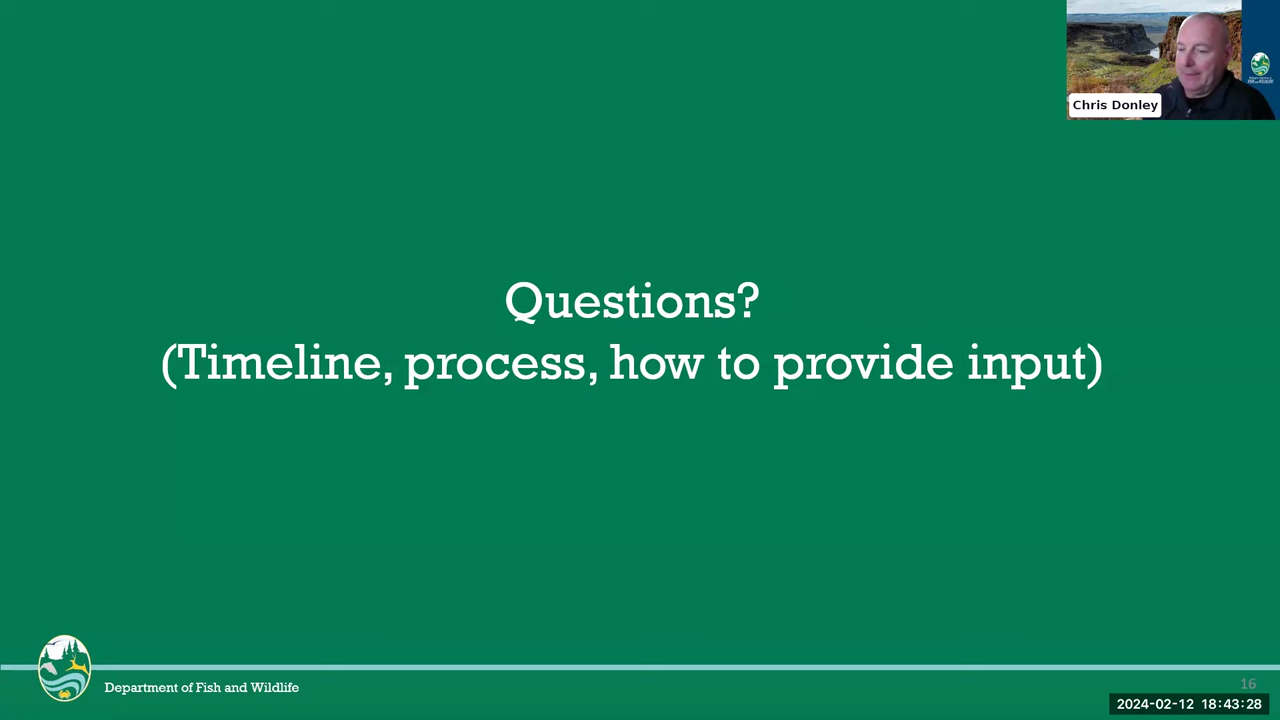 Chris Donley
Questions?
(Timeline, process, how to provide input)
Department of Fish and Wildlife
16
2024-02-12 18:43:28